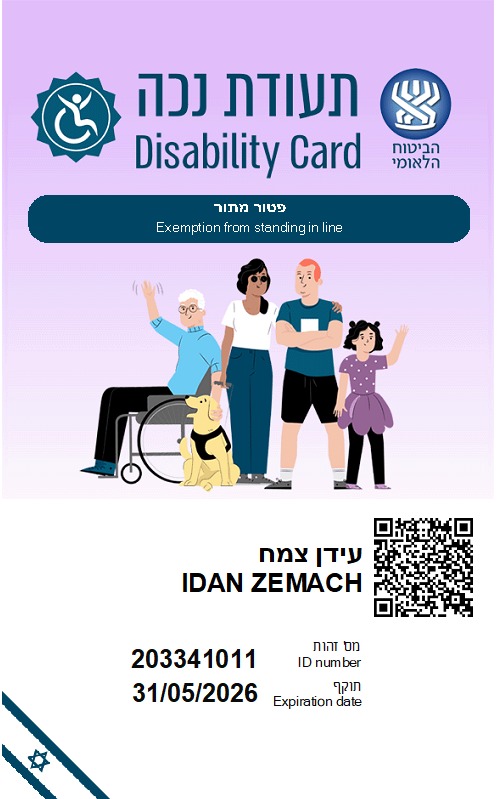 תעודת נכה
Disability Card
הביטוח
הלאומי
פטור מתור
Exemption from standing in line
עידן צמח
IDAN ZEMACH
מס' זהות
203341011 ID number
תוקף
31/05/2026 Expiration date